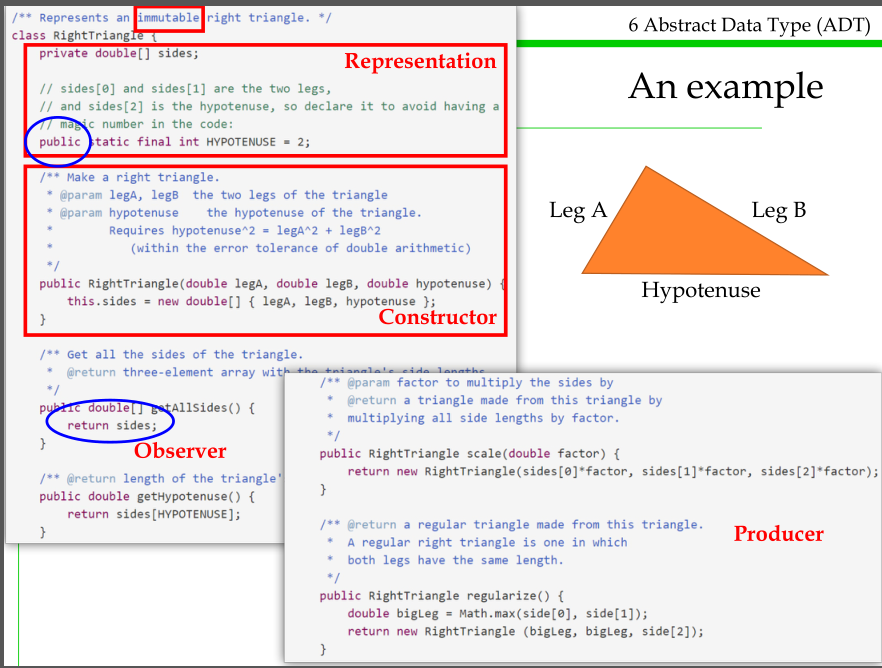 6 Abstract Data Type (ADT)
An example
/** Represents an immutable right triangle. */
class RightTriangle {
private double[] sides;
Representation
// sides[0] and sides[1] are the two legs,
// and sides[2] is the hypotenuse, so declare it to avoid having a
// magic number in the code:
public static final int HYPOTENUSE = 2;
/** Make a right triangle.
* @param legA, legB the two legs of the triangle
* @param hypotenuse the hypotenuse of the triangle.
* Requires hypotenuse^2 = legA^2 + legB^2
* (within the error tolerance of double arithmetic)
*/
public RightTriangle(double legA, double legB, double hypotenuse) {
this.sides = new double[] { legA, legB, hypotenuse };
}
Constructor
/** Get all the sides of the triangle.
* @return three-element array with the triangle's side lengths
*/
public double[] getAllSides() {
return sides;
}
Observer
/** @return length of the triangle'
public double getHypotenuse() {
return sides[HYPOTENUSE];
}
Leg A
Leg B
Hypotenuse
/** @param factor to multiply the sides by
* @return a triangle made from this triangle by
* multiplying all side lengths by factor.
*/
public RightTriangle scale(double factor) {
return new RightTriangle(sides[0]*factor, sides[1]*factor, sides[2]*factor);
}
/** @return a regular triangle made from this triangle.
* A regular right triangle is one in which
* both legs have the same length.
*/
Producer
public RightTriangle regularize() {
double bigLeg = Math.max(side[0], side[1]);
return new RightTriangle (bigLeg, bigLeg, side[2]);
}